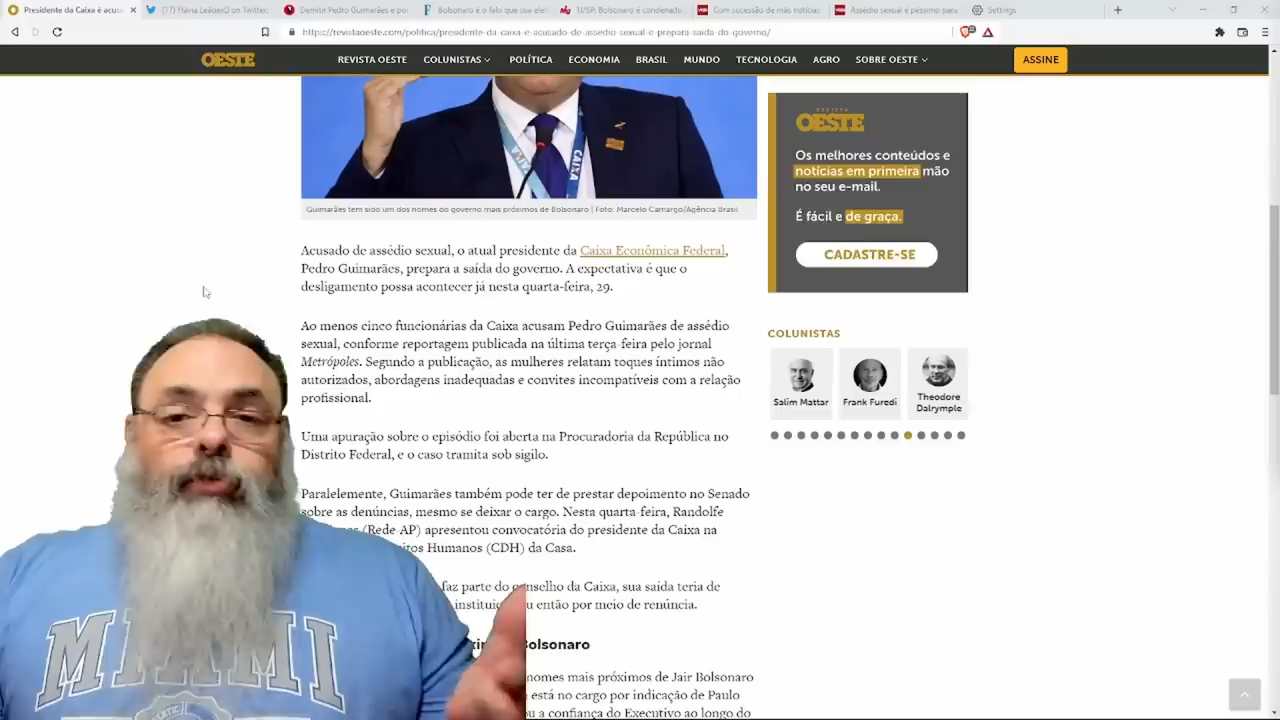 Presidente da Caixa é acus
(17) Flávia Leão
on Twitter:
Demitir Pedro Guimarães e por
Bolsonaro é o falo que sua ele
TJ/SP: Bolsonaro é condenado
Com sucessão de más notícias
Assédio sexual é péssimo para
Settings
https://revistaoeste.com/politica/presidente-da-caixa-e-acusado-de-assedio-sexual-e-prepara-saida-do-governo/
OESTE
REVISTA OESTE
COLUNISTAS
POLÍTICA
ECONOMIA
BRASIL
MUNDO
TECNOLOGIA
AGRO
SOBRE OESTE
ASSINE
CAIXA
Guimarães tem sido um dos nomes do governo mais próximos de Bolsonaro | Foto: Marcelo Camargo/Agência Brasil
Acusado de assédio sexual, o atual presidente da Caixa Econômica Federal,
Pedro Guimarães, prepara a saída do governo. A expectativa é que o
desligamento possa acontecer já nesta quarta-feira, 29.
Ao menos cinco funcionárias da Caixa acusam Pedro Guimarães de assédio
sexual, conforme reportagem publicada na última terça-feira pelo jornal
Metrópoles. Segundo a publicação, as mulheres relatam toques íntimos não
autorizados, abordagens inadequadas e convites incompatíveis com a relação
profissional.
Uma apuração sobre o episódio foi aberta na Procuradoria da República no
Distrito Federal, e o caso tramita sob sigilo.
Paralelemente, Guimarães também pode ter de prestar depoimento no Senado
sobre as denúncias, mesmo se deixar o cargo. Nesta quarta-feira, Randolfe
(Rede-AP) apresentou convocatória do presidente da Caixa na
itos Humanos (CDH) da Casa.
faz parte do conselho da Caixa, sua saída teria de
então por meio de renúncia.
Bolsonaro
nomes mais próximos de Jair Bolsonaro
está no cargo por indicação de Paulo
ou a confiança do Executivo ao longo do
REVISTA
OESTE
Os melhores conteúdos e
notícias em primeira mão
no seu e-mail.
É fácil e de graça.
CADASTRE-SE
COLUNISTAS
Salim Mattar
Frank Furedi
Theodore
Dalrymple
MIAMI